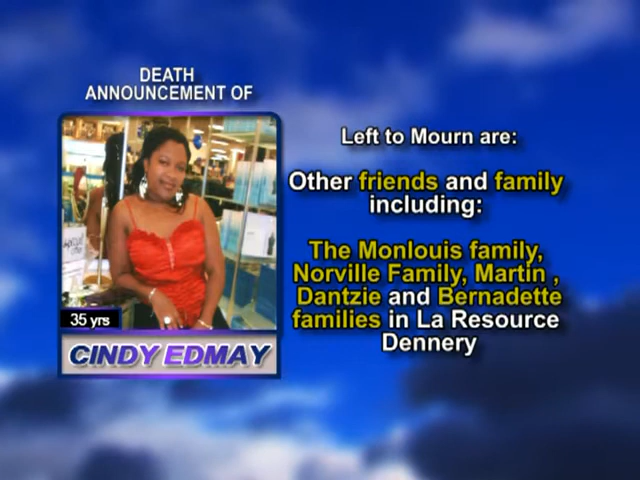 DEATH
ANNOUNCEMENT OF
35 yrs
CINDY EDMAY
Left to Mourn are:
Other friends and family
including:
The Monlouis family,
Norville Family, Martin ,
Dantzie and Bernadette
families in La Resource
Dennery